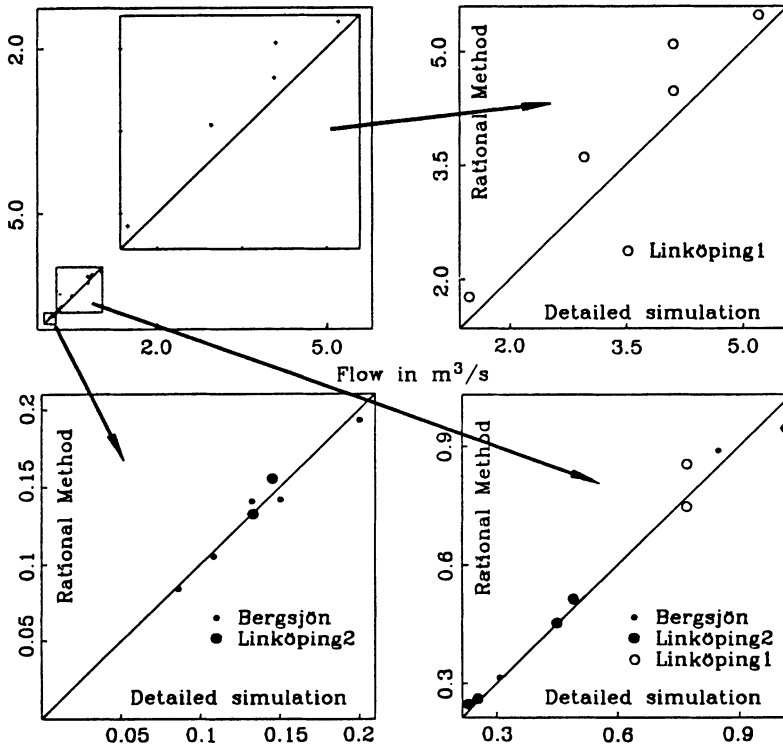 2.0
5.0
2.0
5.0
Rational Method
5.0
3.5
2.0
Linköping1
Detailed simulation
2.0
3.5
5.0
Flow in m³/s
Rational Method
0.2
0.15
0.1
0.05
Bergsjön
Linköping2
Detailed simulation
0.05
0.1
0.15
0.2
Rational Method
0.9
0.6
0.3
Bergsjön
Linköping2
Linköping1
Detailed simulation
0.3
0.6
0.9